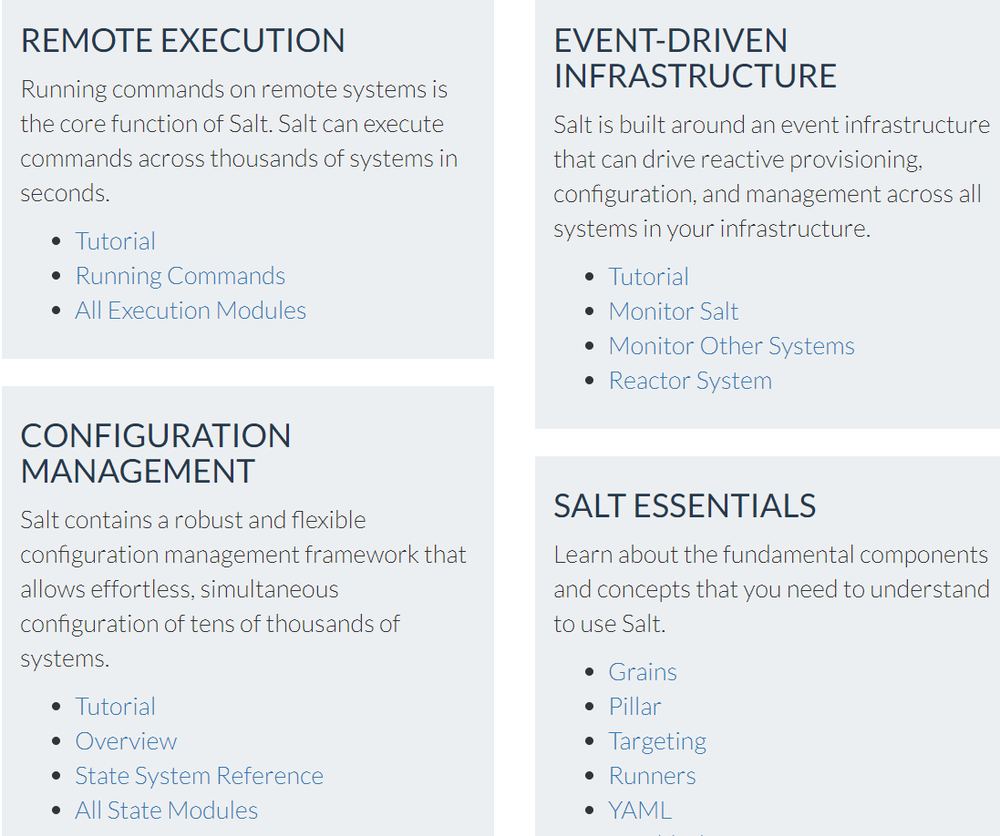 REMOTE EXECUTION
Running commands on remote systems is
the core function of Salt. Salt can execute
commands across thousands of systems in
seconds.
Tutorial
Running Commands
All Execution Modules
CONFIGURATION
MANAGEMENT
Salt contains a robust and flexible
configuration management framework that
allows effortless, simultaneous
configuration of tens of thousands of
systems.
Tutorial
Overview
State System Reference
All State Modules
EVENT-DRIVEN
INFRASTRUCTURE
Salt is built around an event infrastructure
that can drive reactive provisioning,
configuration, and management across all
systems in your infrastructure.
Tutorial
Monitor Salt
Monitor Other Systems
Reactor System
SALT ESSENTIALS
Learn about the fundamental components
and concepts that you need to understand
to use Salt.
Grains
Pillar
Targeting
Runners
YAML